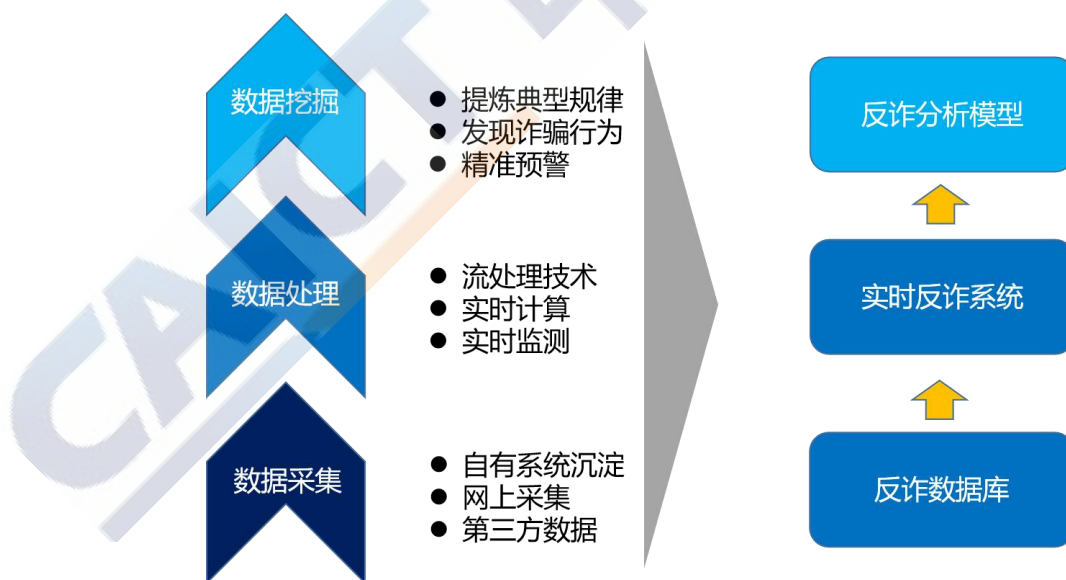 数据挖掘
提炼典型规律
发现诈骗行为
精准预警
反诈分析模型
数据处理
流处理技术
实时计算
实时监测
实时反诈系统
数据采集
自有系统沉淀
网上采集
第三方数据
反诈数据库
CAICT